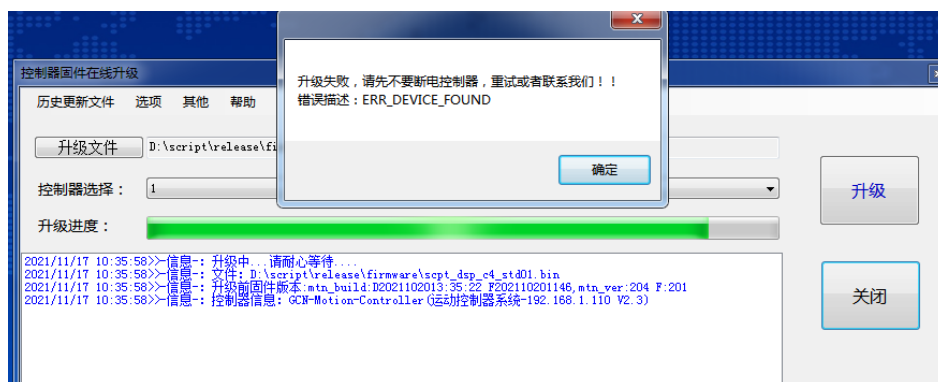 升级失败，请先不要断电控制器，重试或者联系我们！！
错误描述：ERR_DEVICE_FOUND
确定
控制器固件在线升级
历史更新文件 选项 其他 帮助
升级文件 D:\script\release\fi
控制器选择： 1
升级
升级进度：
2021/11/17 10:35:58>>-信息-: 升级中...请耐心等待....
2021/11/17 10:35:58>>-信息-: 文件: D:\script\release\firmware\scpt_dsp_c4_std01.bin
2021/11/17 10:35:58>>-信息-: 升级前固件版本:mtn_build:D2021102013:35:22 F202110201146,mtn_ver:204 F:201
2021/11/17 10:35:58>>-信息-: 控制器信息: GCN-Motion-Controller(运动控制器系统-192.168.1.110 V2.3)
关闭